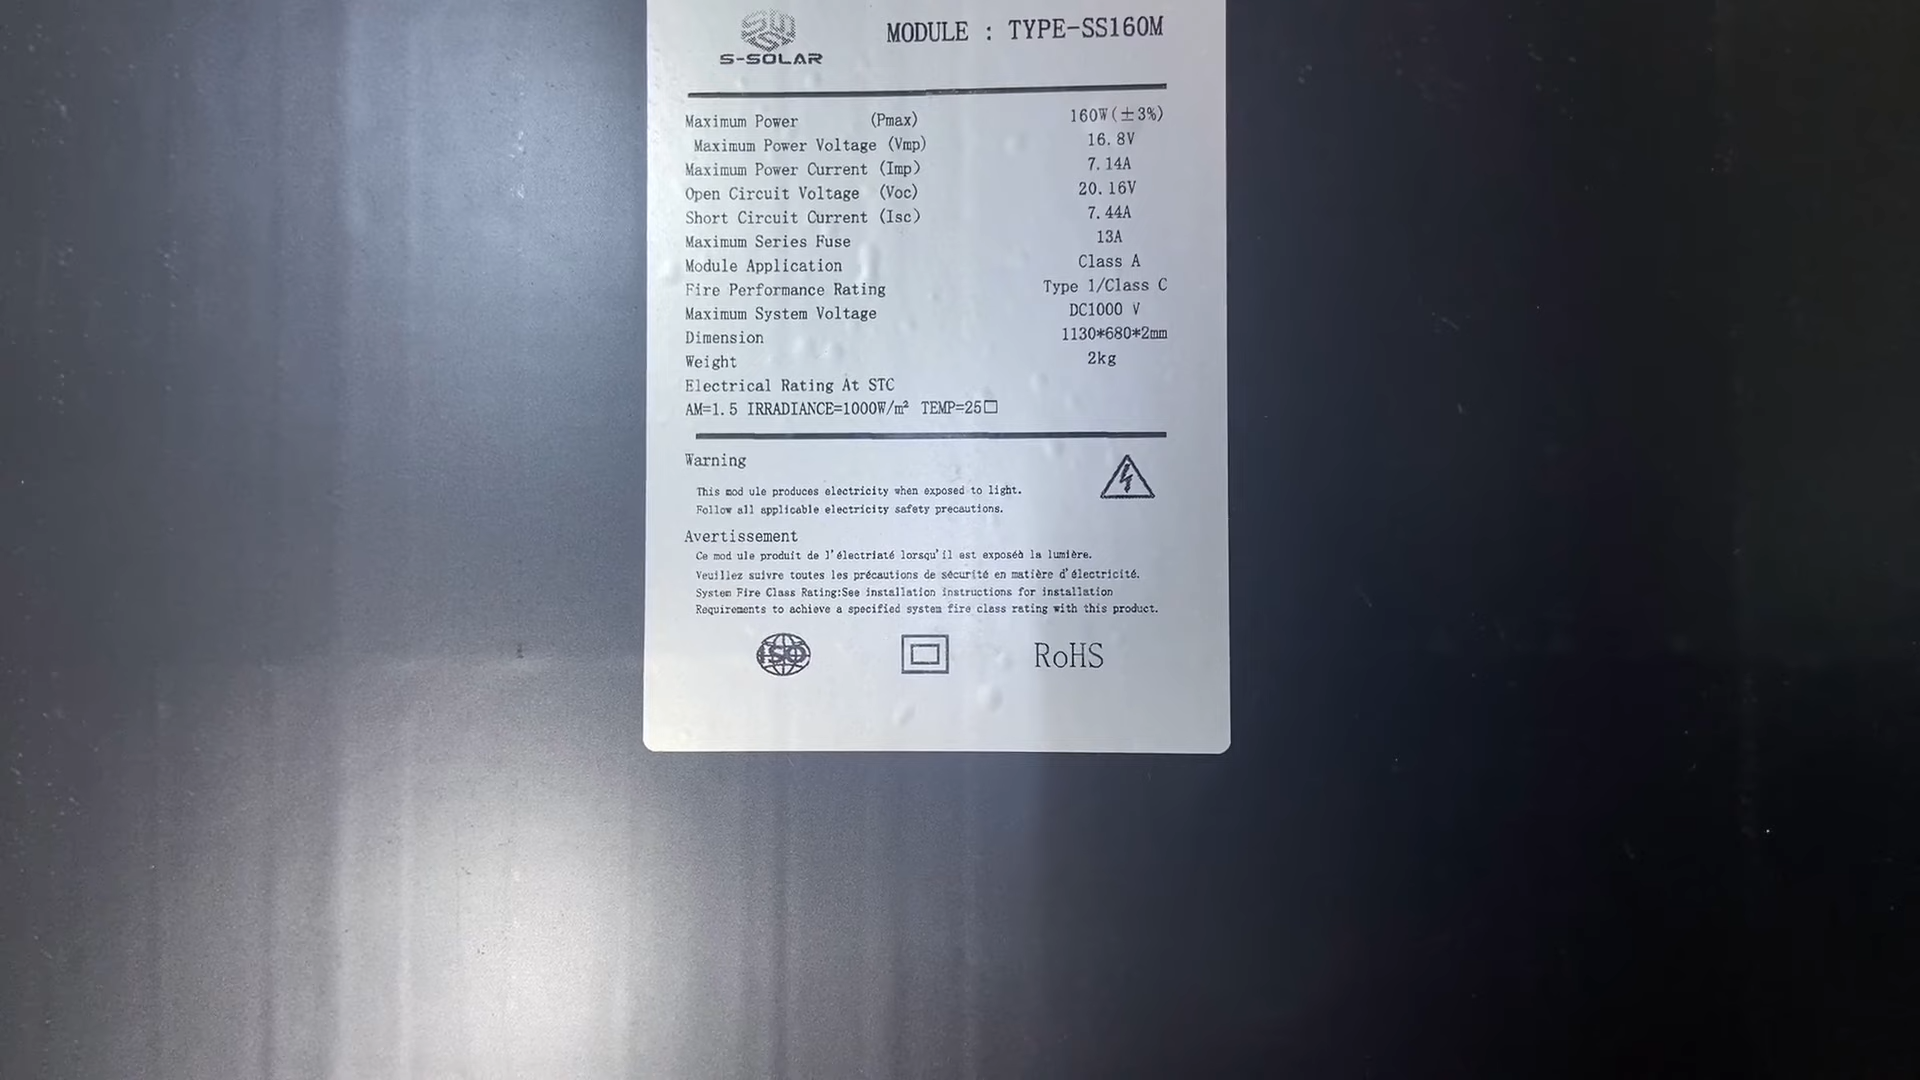 S-SOLAR
MODULE : TYPE-SS160M
Maximum Power (Pmax) 160W(±3%)
Maximum Power Voltage (Vmp) 16.8V
Maximum Power Current (Imp) 7.14A
Open Circuit Voltage (Voc) 20.16V
Short Circuit Current (Isc) 7.44A
Maximum Series Fuse 13A
Module Application Class A
Fire Performance Rating Type 1/Class C
Maximum System Voltage DC1000 V
Dimension 1130*680*2mm
Weight 2kg
Electrical Rating At STC
AM=1.5 IRRADIANCE=1000W/m² TEMP=25□
Warning
This mod ule produces electricity when exposed to light.
Follow all applicable electricity safety precautions.
Avertissement
Ce mod ule produit de l'électriaté lorsqu'il est exposéà la lumière.
Veuillez suivre toutes les précautions de sécurité en matière d'électricité.
System Fire Class Rating:See installation instructions for installation
Requirements to achieve a specified system fire class rating with this product.
ISO
RoHS